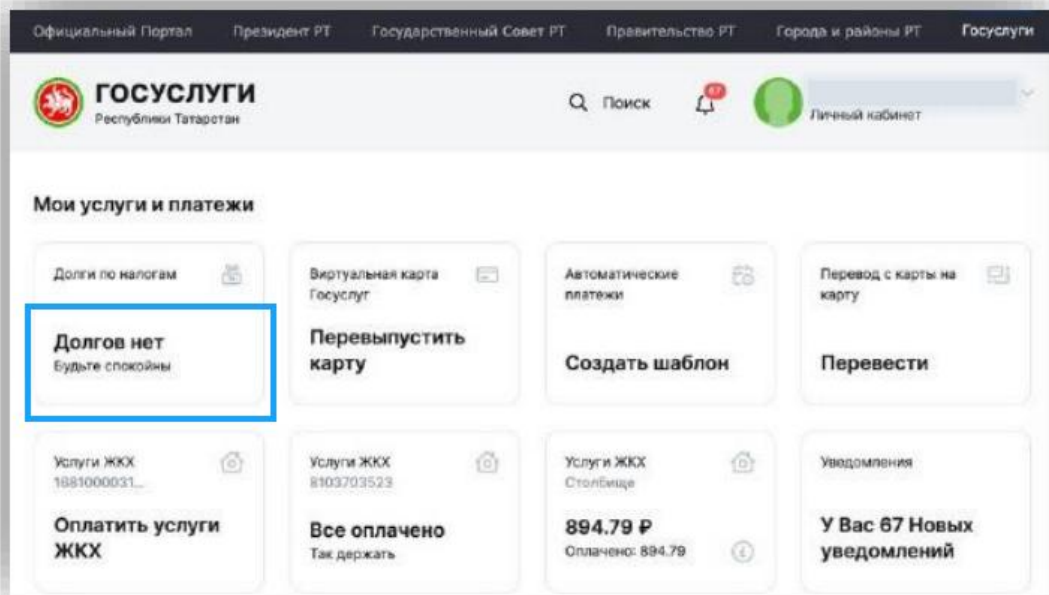 Официальный Портал Президент РТ Государственный Совет РТ Правительство РТ Города и районы РТ Госуслуги
ГОСУСЛУГИ
Республики Татарстан
Поиск
67
Личный кабинет
Мои услуги и платежи
Долги по налогам
Долгов нет
Будьте спокойны
Виртуальная карта
Госуслуг
Перевыпустить
карту
Автоматические
платежи
Создать шаблон
Перевод с карты на
карту
Перевести
Услуги ЖКХ
1681000031...
Оплатить услуги
ЖКХ
Услуги ЖКХ
8103703523
Все оплачено
Так держать
Услуги ЖКХ
Столбище
894.79 ₽
Оплачено: 894.79
Уведомления
У Вас 67 Новых
уведомлений